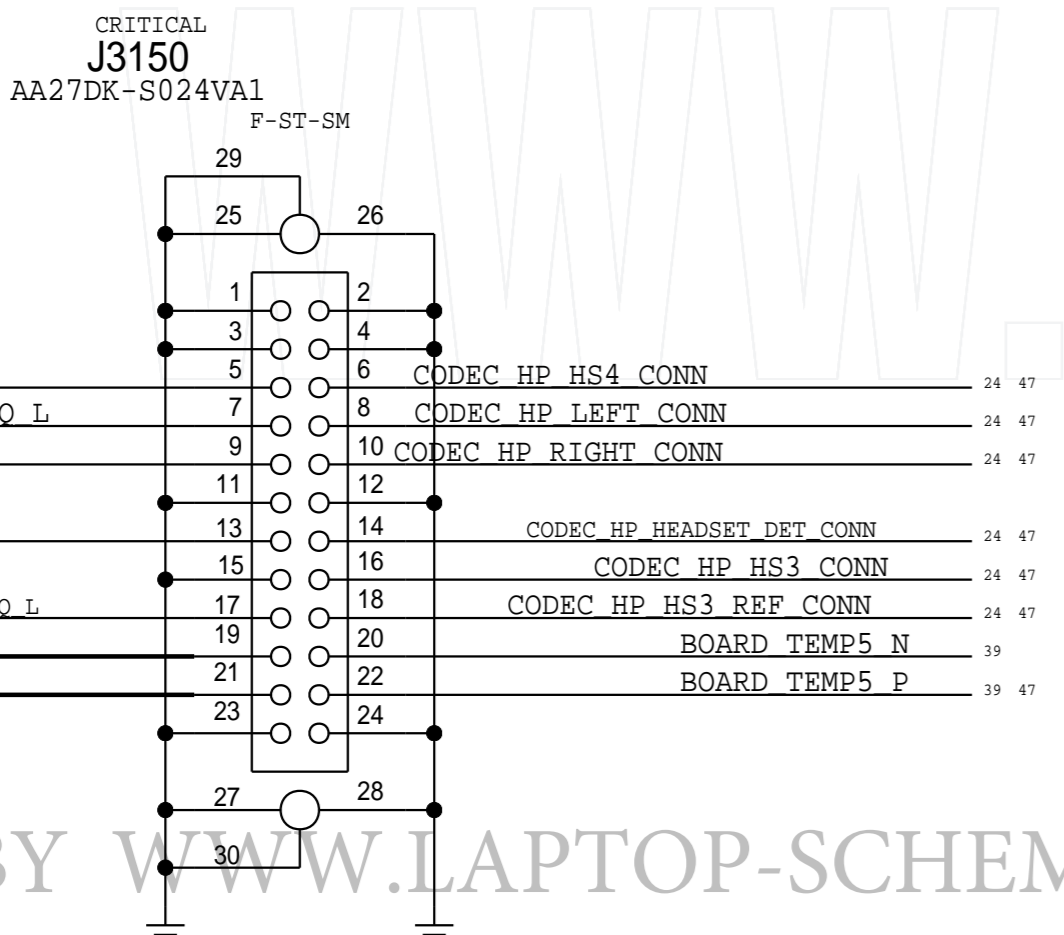 CRITICAL
J3150
AA27DK-S024VA1
F-ST-SM
29
25 26
1 2
3 4
5 6 CODEC_HP_HS4_CONN 24 47
Q_L 7 8 CODEC_HP_LEFT_CONN 24 47
9 10 CODEC_HP_RIGHT_CONN 24 47
11 12
13 14 CODEC_HP_HEADSET_DET_CONN 24 47
15 16 CODEC_HP_HS3_CONN 24 47
Q_L 17 18 CODEC_HP_HS3_REF_CONN 24 47
19 20 BOARD_TEMP5_N 39
21 22 BOARD_TEMP5_P 39 47
23 24
27 28
30
BY WWW.LAPTOP-SCHEM
WWW.